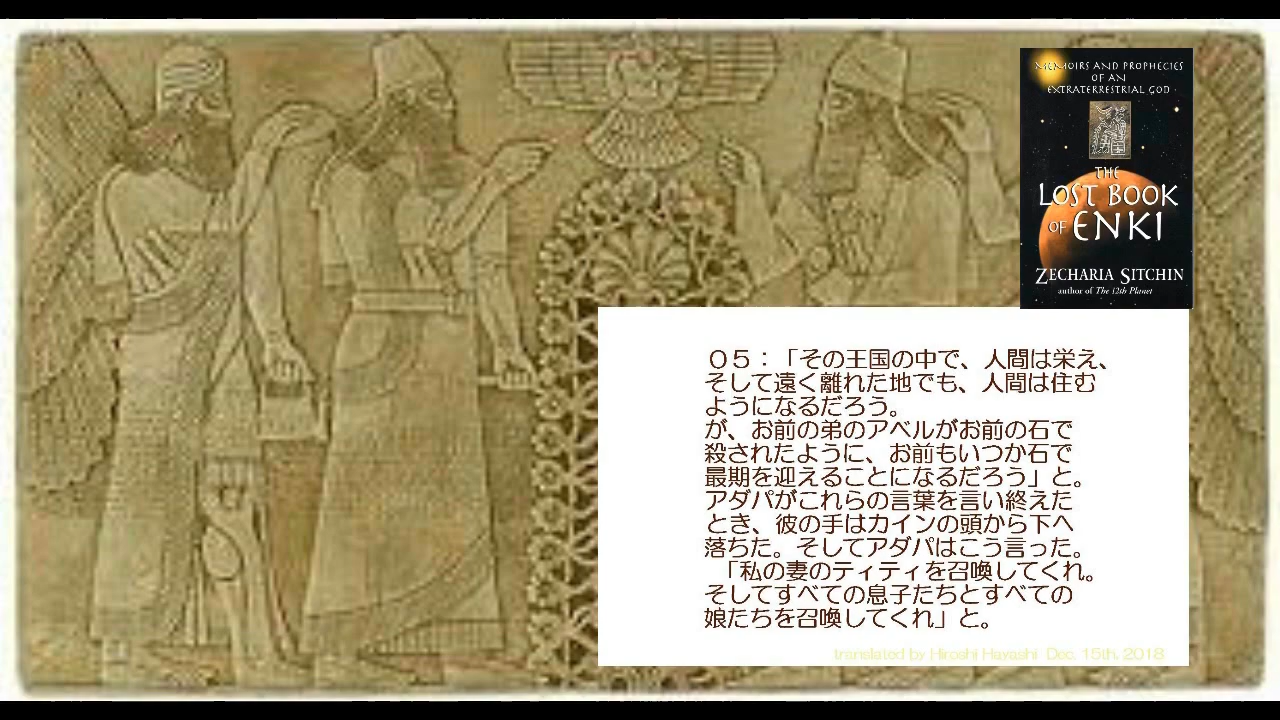 MEMOIRS AND PROPHECIES
OF AN
EXTRATERRESTRIAL GOD
THE
LOST BOOK
OF ENKI
ZECHARIA SITCHIN
author of The 12th Planet
０５：「その王国の中で、人間は栄え、
そして遠く離れた地でも、人間は住む
ようになるだろう。
が、お前の弟のアベルがお前の石で
殺されたように、お前もいつか石で
最期を迎えることになるだろう」と。
アダパがこれらの言葉を言い終えた
とき、彼の手はカインの頭から下へ
落ちた。そしてアダパはこう言った。
「私の妻のティティを召喚してくれ。
そしてすべての息子たちとすべての
娘たちを召喚してくれ」と。
translated by Hiroshi Hayashi Dec. 15th. 2018